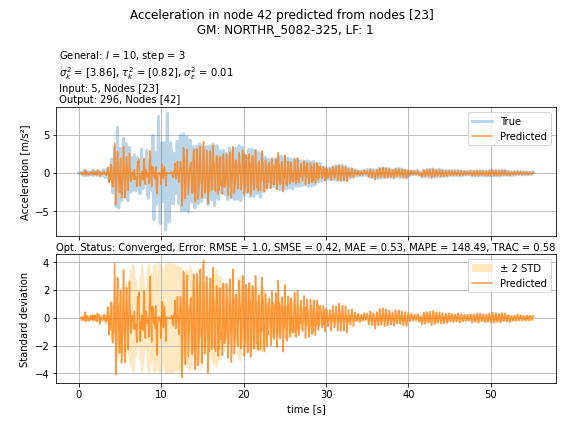 Acceleration in node 42 predicted from nodes [23]
GM: NORTHR_5082-325, LF: 1
General: l = 10, step = 3
σ²ₖ = [3.86], τ²ₖ = [0.82], σ²ε = 0.01
Input: 5, Nodes [23]
Output: 296, Nodes [42]
True
Predicted
Acceleration [m/s²]
5
0
−5
Opt. Status: Converged, Error: RMSE = 1.0, SMSE = 0.42, MAE = 0.53, MAPE = 148.49, TRAC = 0.58
± 2 STD
Predicted
Standard deviation
4
2
0
−2
−4
0 10 20 30 40 50
time [s]